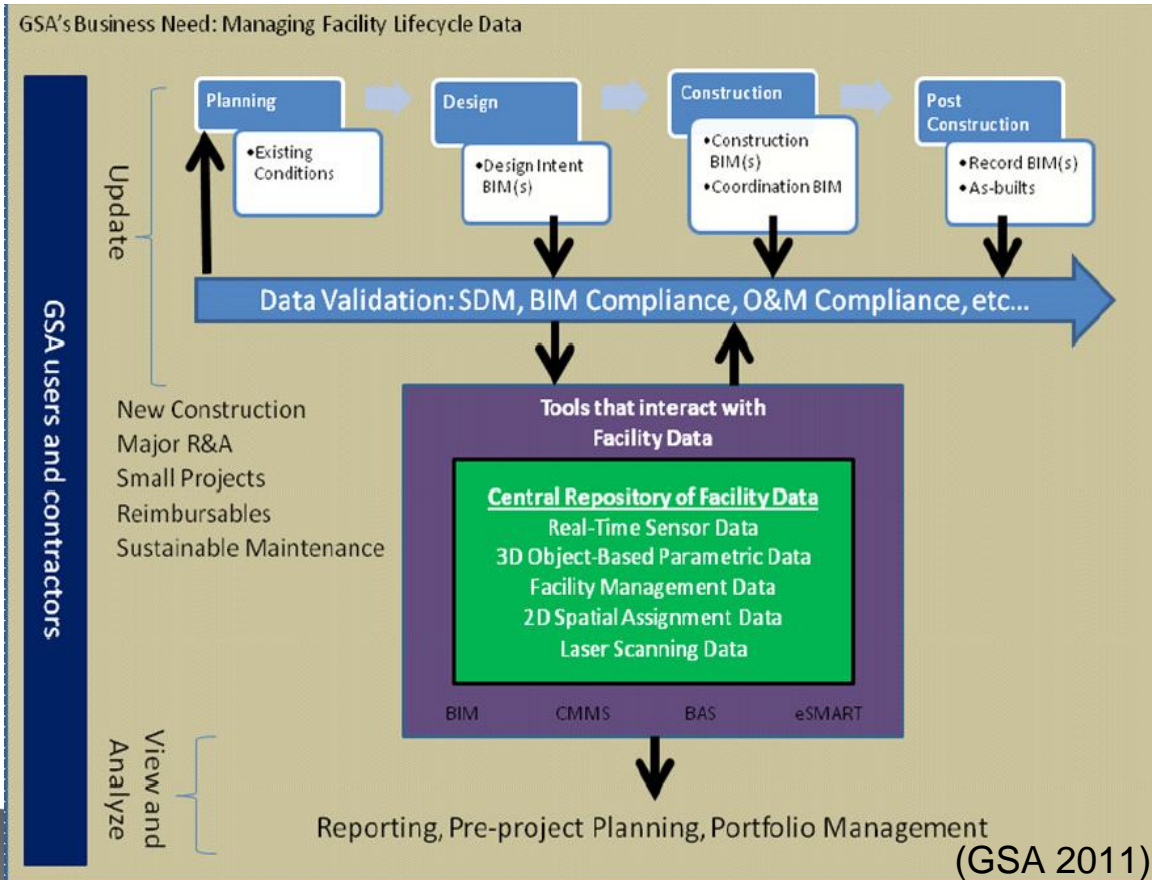 GSA's Business Need: Managing Facility Lifecycle Data
GSA users and contractors
Update
Planning
•Existing
Conditions
Design
•Design Intent
BIM(s)
Construction
•Construction
BIM(s)
•Coordination BIM
Post
Construction
•Record BIM(s)
•As-builts
Data Validation: SDM, BIM Compliance, O&M Compliance, etc...
New Construction
Major R&A
Small Projects
Reimbursables
Sustainable Maintenance
Tools that interact with
Facility Data
Central Repository of Facility Data
Real-Time Sensor Data
3D Object-Based Parametric Data
Facility Management Data
2D Spatial Assignment Data
Laser Scanning Data
BIM CMMS BAS eSMART
View and
Analyze
Reporting, Pre-project Planning, Portfolio Management
(GSA 2011)